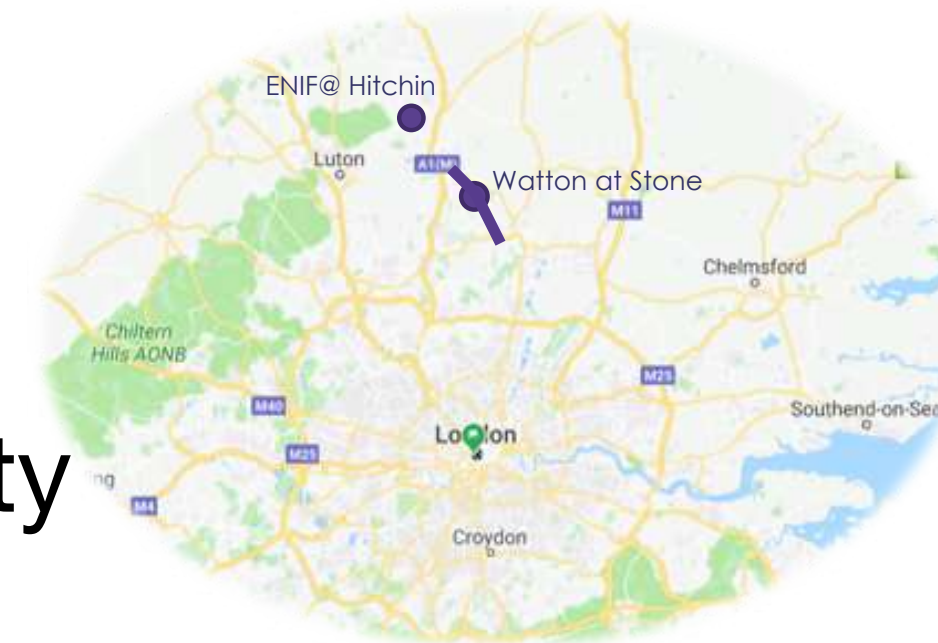 ENIF@ Hitchin
Luton
A1(M)
Watton at Stone
M11
Chelmsford
Chiltern
Hills AONB
M25
M40
Southend-on-Sea
London
M25
ty
ng
M4
Croydon